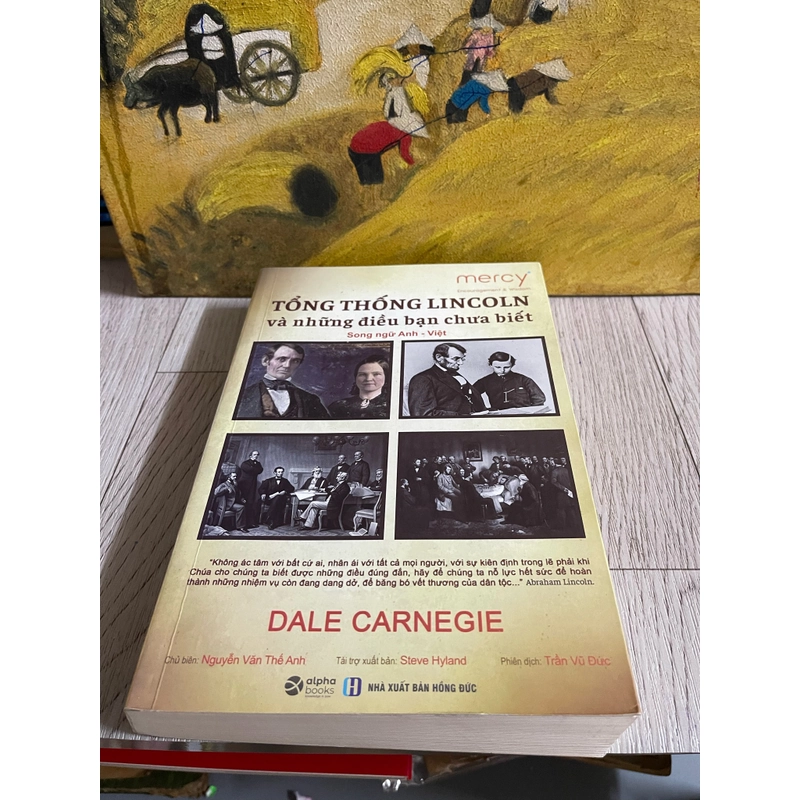 mercy
Encouragement & Wisdom
TỔNG THỐNG LINCOLN
và những điều bạn chưa biết
Song ngữ Anh - Việt
"Không ác tâm với bất cứ ai, nhân ái với tất cả mọi người, với sự kiên định trong lẽ phải khi
Chúa cho chúng ta biết được những điều đúng đắn, hãy để chúng ta nỗ lực hết sức để hoàn
thành những nhiệm vụ còn đang dang dở, để băng bó vết thương của dân tộc..." Abraham Lincoln.
DALE CARNEGIE
Chủ biên: Nguyễn Văn Thế Anh Tài trợ xuất bản: Steve Hyland Phiên dịch: Trần Vũ Đức
alpha books NHÀ XUẤT BẢN HỒNG ĐỨC